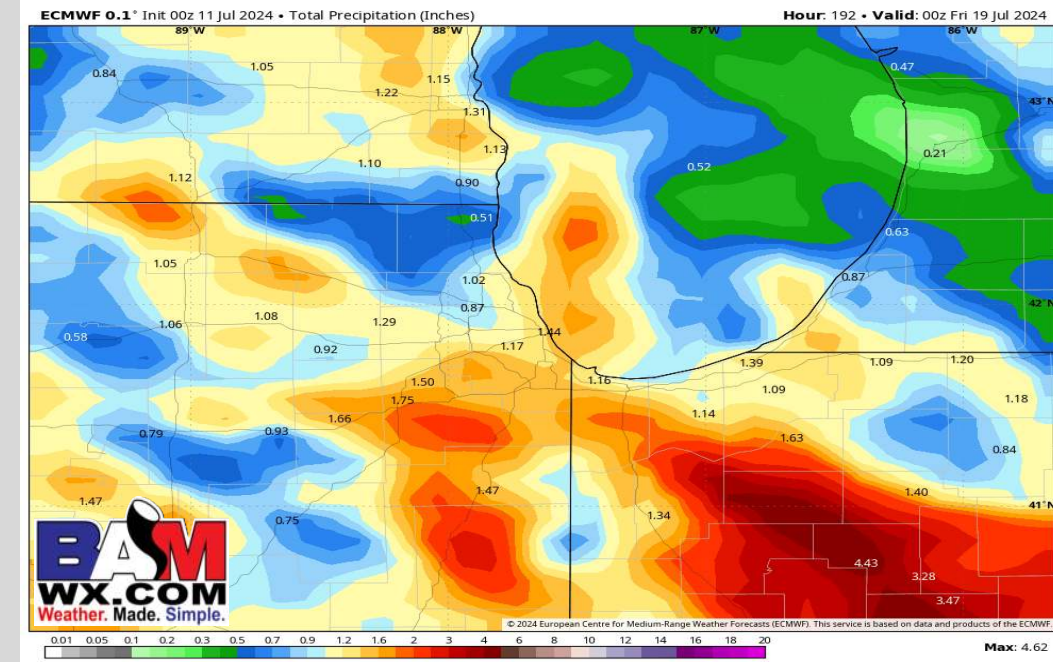 ECMWF 0.1° Init 00z 11 Jul 2024 • Total Precipitation (Inches) Hour: 192 • Valid: 00z Fri 19 Jul 2024
89°W 88°W 87°W 86°W
0.84 1.05 1.15 0.47
1.22 43°N
1.31
1.13 0.21
1.10 0.52
1.12 0.90
0.51
0.63
1.05
1.02 0.87
0.87 42°N
1.06 1.08 1.29
0.58 1.44
0.92 1.17
1.39 1.09 1.20
1.50 1.16
1.75 1.09 1.18
1.66 1.14
0.79 0.93 1.63
0.84
1.47 1.47 1.40
0.75 1.34 41°N
BAM
WX.COM
Weather. Made. Simple.
4.43
3.28
3.47
© 2024 European Centre for Medium-Range Weather Forecasts (ECMWF). This service is based on data and products of the ECMWF.
0.01 0.05 0.1 0.2 0.3 0.5 0.7 0.9 1.2 1.6 2 3 4 6 8 10 12 14 16 18 20
Max: 4.62